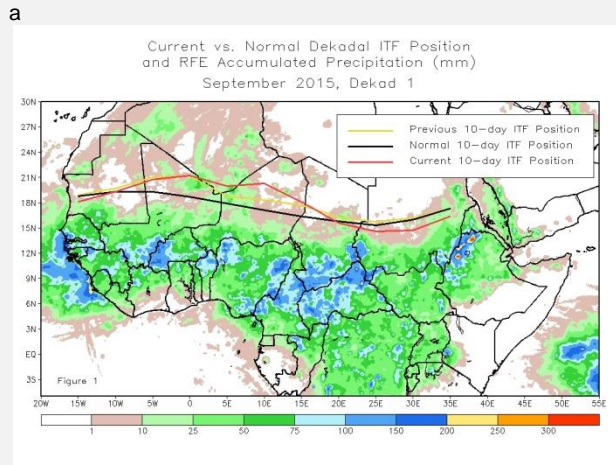 a
Current vs. Normal Dekadal ITF Position
and RFE Accumulated Precipitation (mm)
September 2015, Dekad 1
30N
27N
24N
21N
18N
15N
12N
9N
6N
3N
EQ
3S
Previous 10-day ITF Position
Normal 10-day ITF Position
Current 10-day ITF Position
Figure 1
20W 15W 10W 5W 0 5E 10E 15E 20E 25E 30E 35E 40E 45E 50E 55E
1 10 25 50 75 100 150 200 250 300